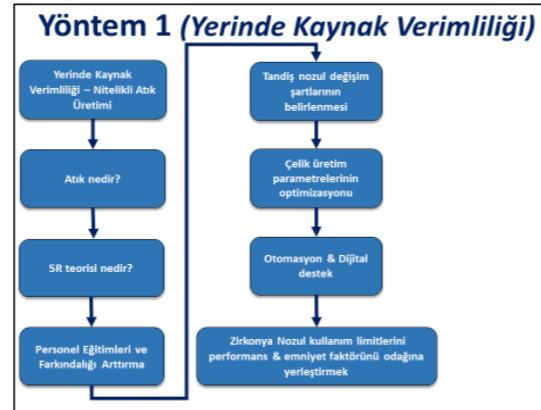 Yöntem 1 (Yerinde Kaynak Verimliliği)
Yerinde Kaynak
Verimliliği – Nitelikli Atık
Üretimi
Atık nedir?
5R teorisi nedir?
Personel Eğitimleri ve
Farkındalığı Arttırma
Tandiş nozul değişim
şartlarının
belirlenmesi
Çelik üretim
parametrelerinin
optimizasyonu
Otomasyon & Dijital
destek
Zirkonya Nozul kullanım limitlerini
performans & emniyet faktörünü odağına
yerleştirmek